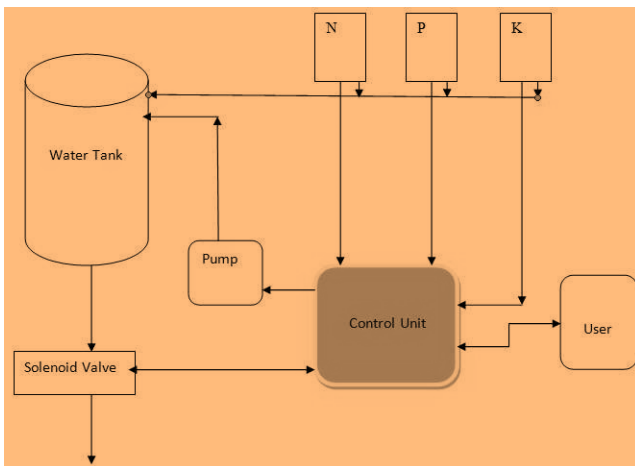 N
P
K
Water Tank
Pump
Control Unit
User
Solenoid Valve